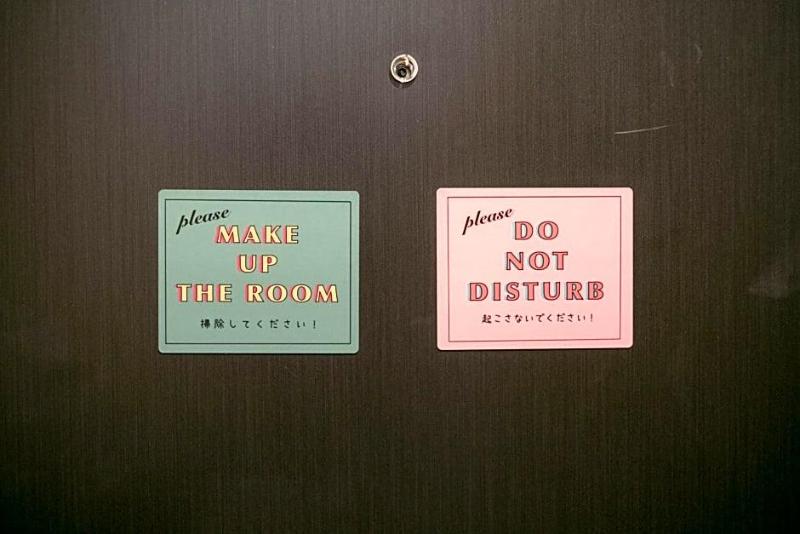 please
MAKE
UP
THE ROOM
掃除してください！
please
DO
NOT
DISTURB
起こさないでください！